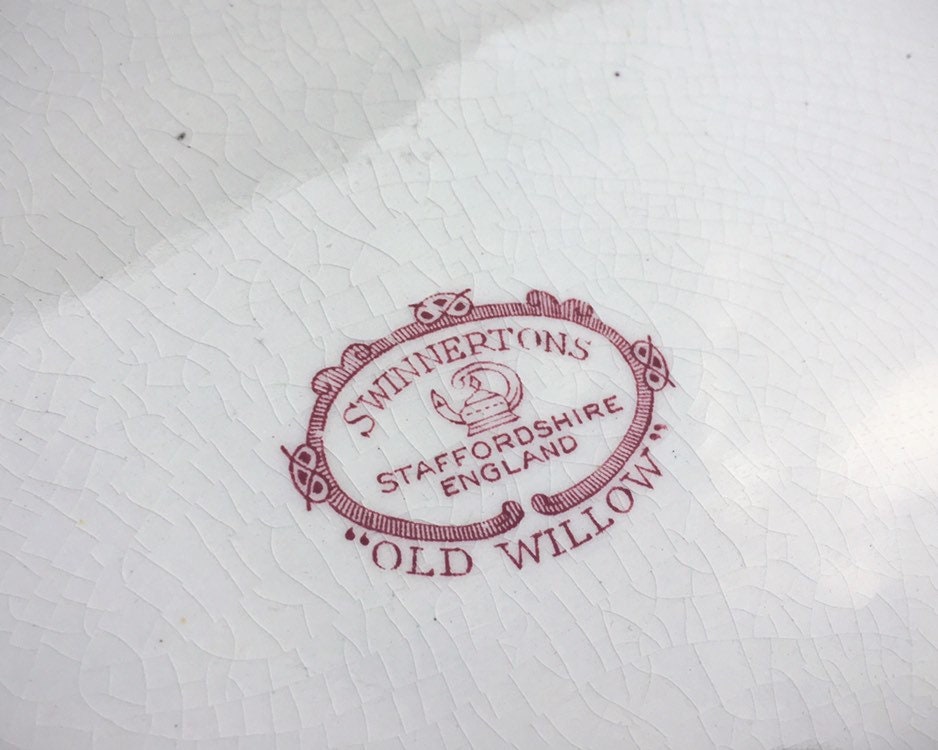 SWINNERTONS
STAFFORDSHIRE
ENGLAND
“OLD WILLOW”